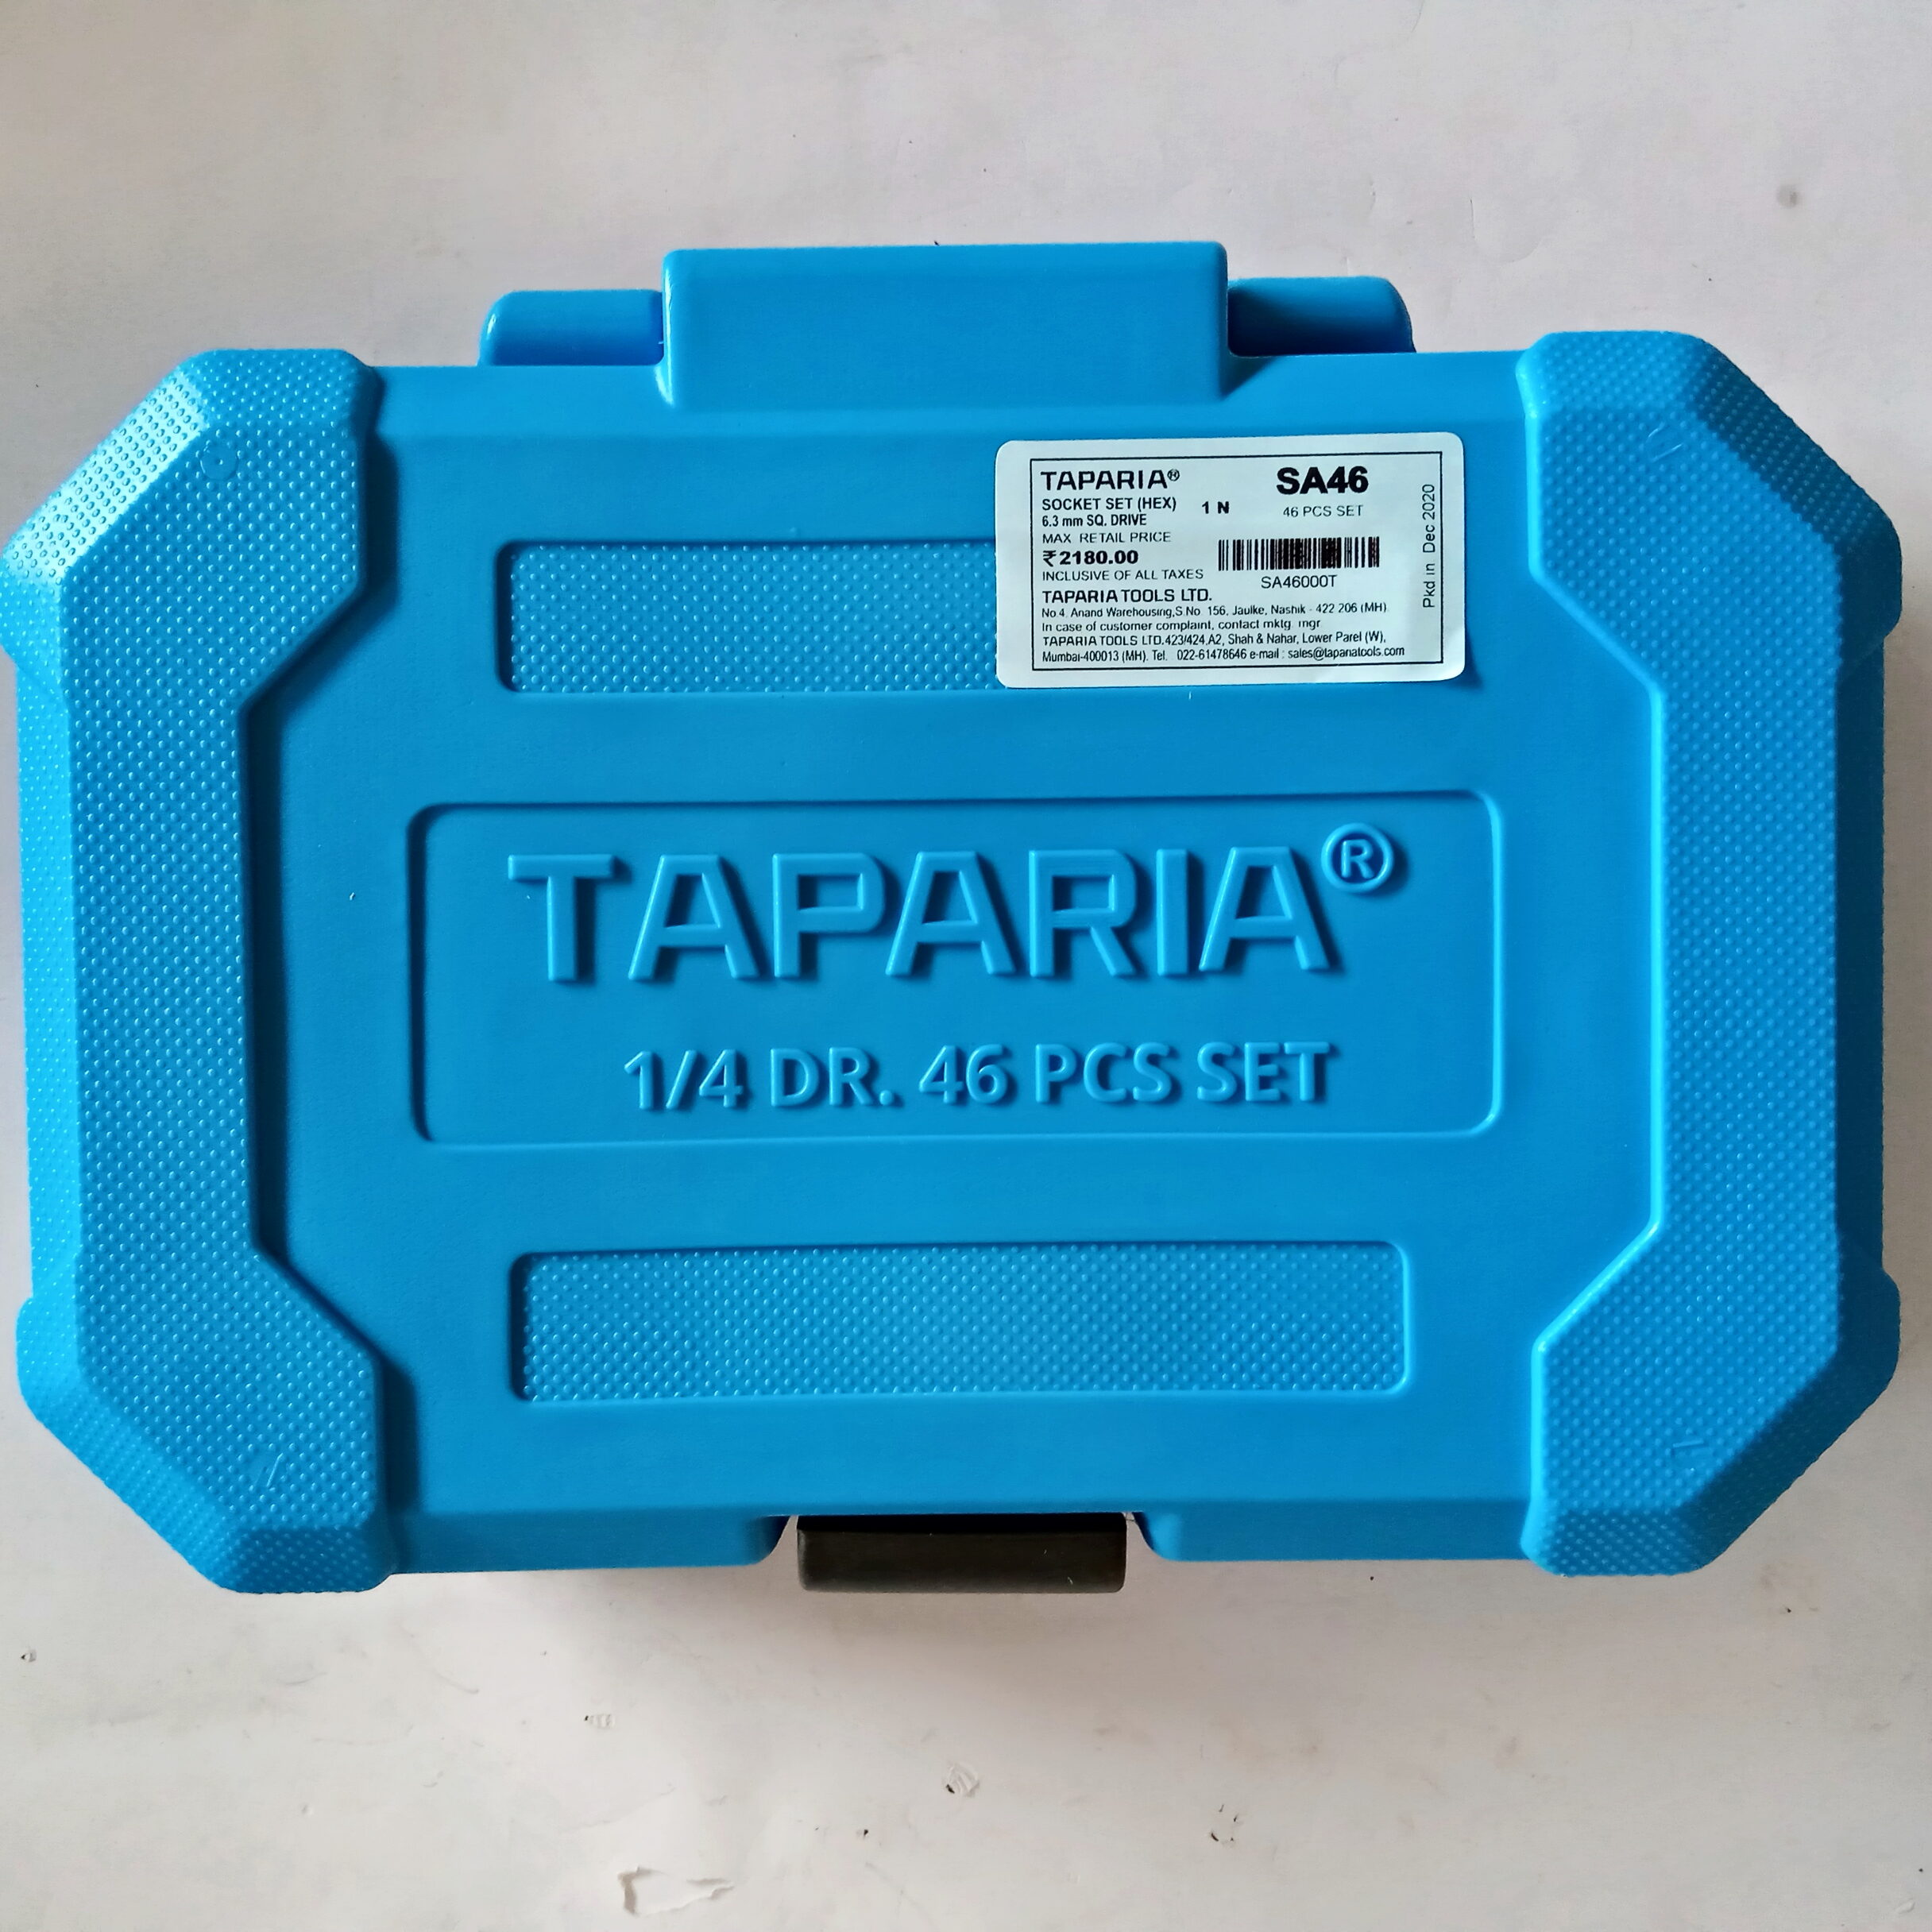 TAPARIA® SA46
SOCKET SET (HEX) 1 N 46 PCS SET
6.3 mm SQ. DRIVE
MAX RETAIL PRICE
₹2180.00
INCLUSIVE OF ALL TAXES SA46000T
TAPARIA TOOLS LTD.
No 4, Anand Warehousing, S.No 156, Jaulke, Nashik - 422 206 (MH)
In case of customer complaint, contact mktg mgr
TAPARIA TOOLS LTD. 423/424, A2, Shah & Nahar, Lower Parel (W),
Mumbai-400013 (MH). Tel. 022-61478646 e-mail : sales@tapariatools.com
Pkd in Dec 2020
TAPARIA®
1/4 DR. 46 PCS SET